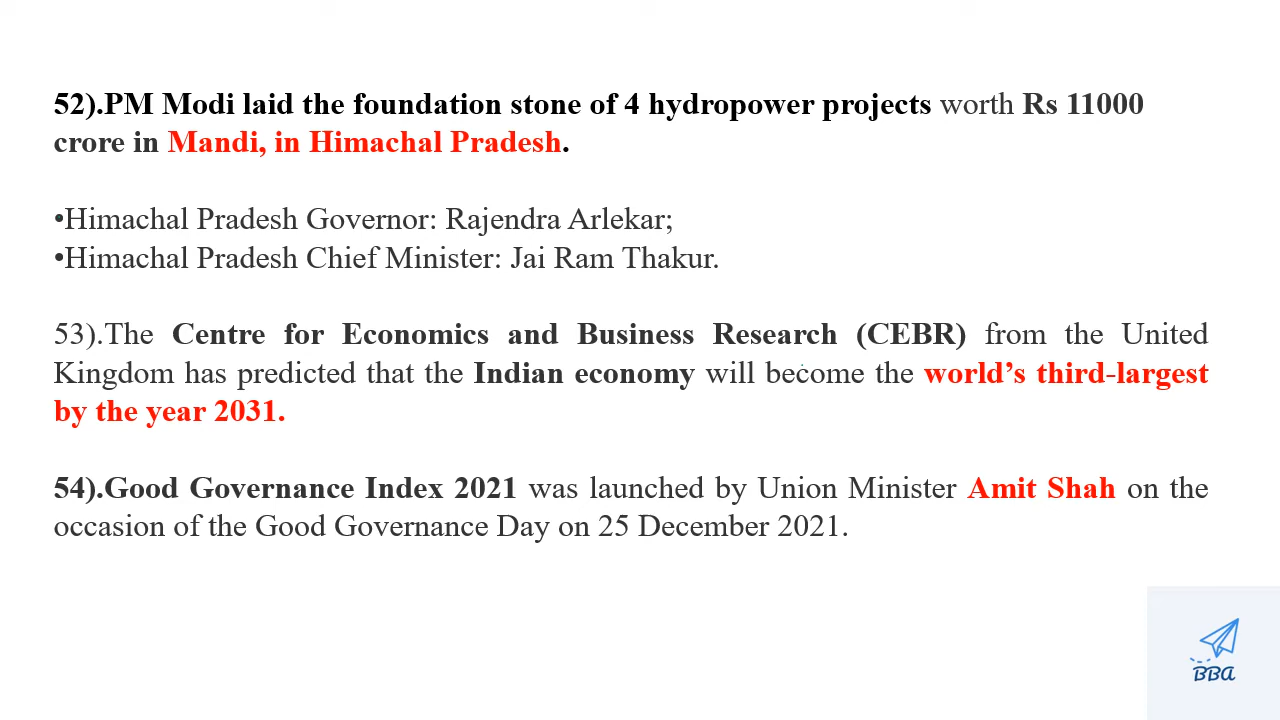 52).PM Modi laid the foundation stone of 4 hydropower projects worth Rs 11000
crore in Mandi, in Himachal Pradesh.
•Himachal Pradesh Governor: Rajendra Arlekar;
•Himachal Pradesh Chief Minister: Jai Ram Thakur.
53).The Centre for Economics and Business Research (CEBR) from the United
Kingdom has predicted that the Indian economy will become the world’s third-largest
by the year 2031.
54).Good Governance Index 2021 was launched by Union Minister Amit Shah on the
occasion of the Good Governance Day on 25 December 2021.
BBA